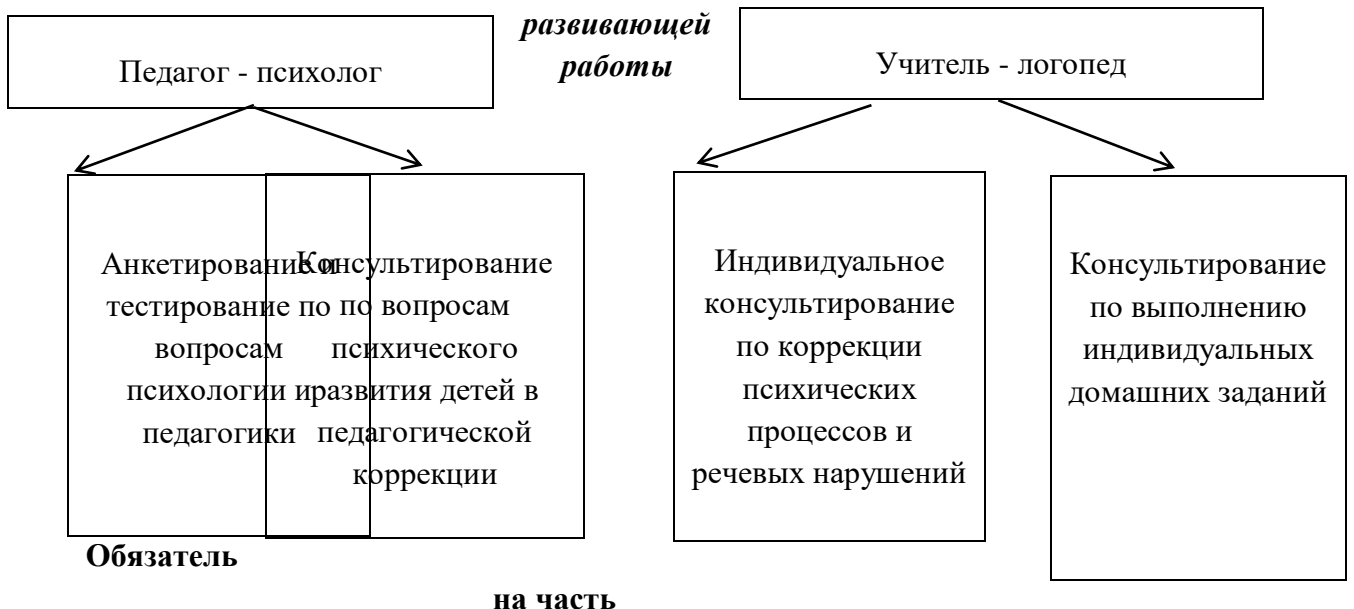 развивающей
работы
Педагог - психолог
Учитель - логопед
Анкетирование и
тестирование по
вопросам
психологии и
педагогики
Консультирование
по вопросам
психического
развития детей в
педагогической
коррекции
Индивидуальное
консультирование
по коррекции
психических
процессов и
речевых нарушений
Консультирование
по выполнению
индивидуальных
домашних заданий
Обязатель
на часть